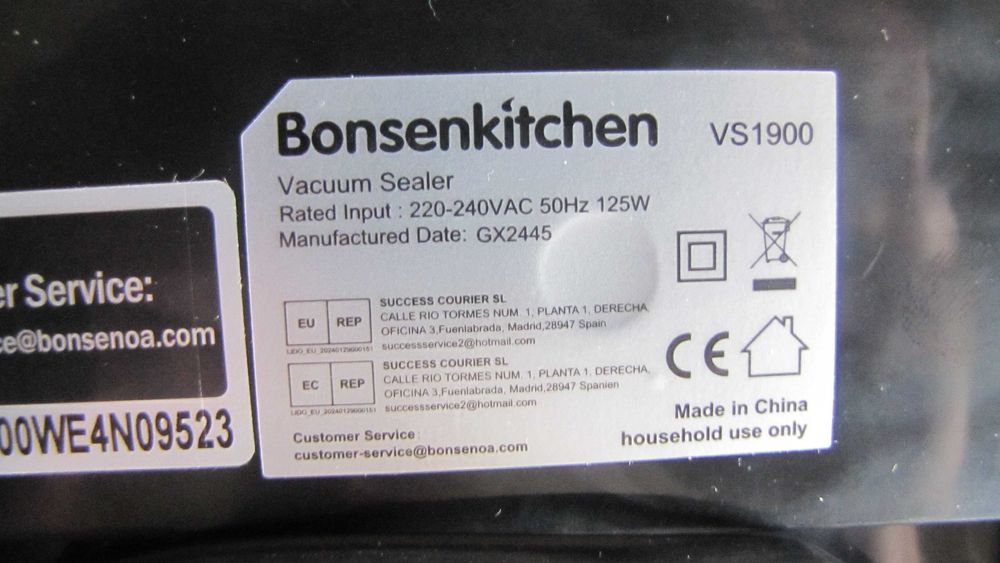 Bonsenkitchen VS1900
Vacuum Sealer
Rated Input : 220-240VAC 50Hz 125W
Manufactured Date: GX2445
EU REP
SUCCESS COURIER SL
CALLE RIO TORMES NUM. 1, PLANTA 1, DERECHA,
OFICINA 3,Fuenlabrada, Madrid,28947 Spain
successservice2@hotmail.com
LIDO_EU_20240129000151
EC REP
SUCCESS COURIER SL
CALLE RIO TORMES NUM. 1, PLANTA 1, DERECHA,
OFICINA 3,Fuenlabrada, Madrid,28947 Spanien
successservice2@hotmail.com
LIDO_EU_20240129000151
CE
Made in China
household use only
Customer Service :
customer-service@bonsenoa.com
er Service:
ce@bonsenoa.com
00WE4N09523